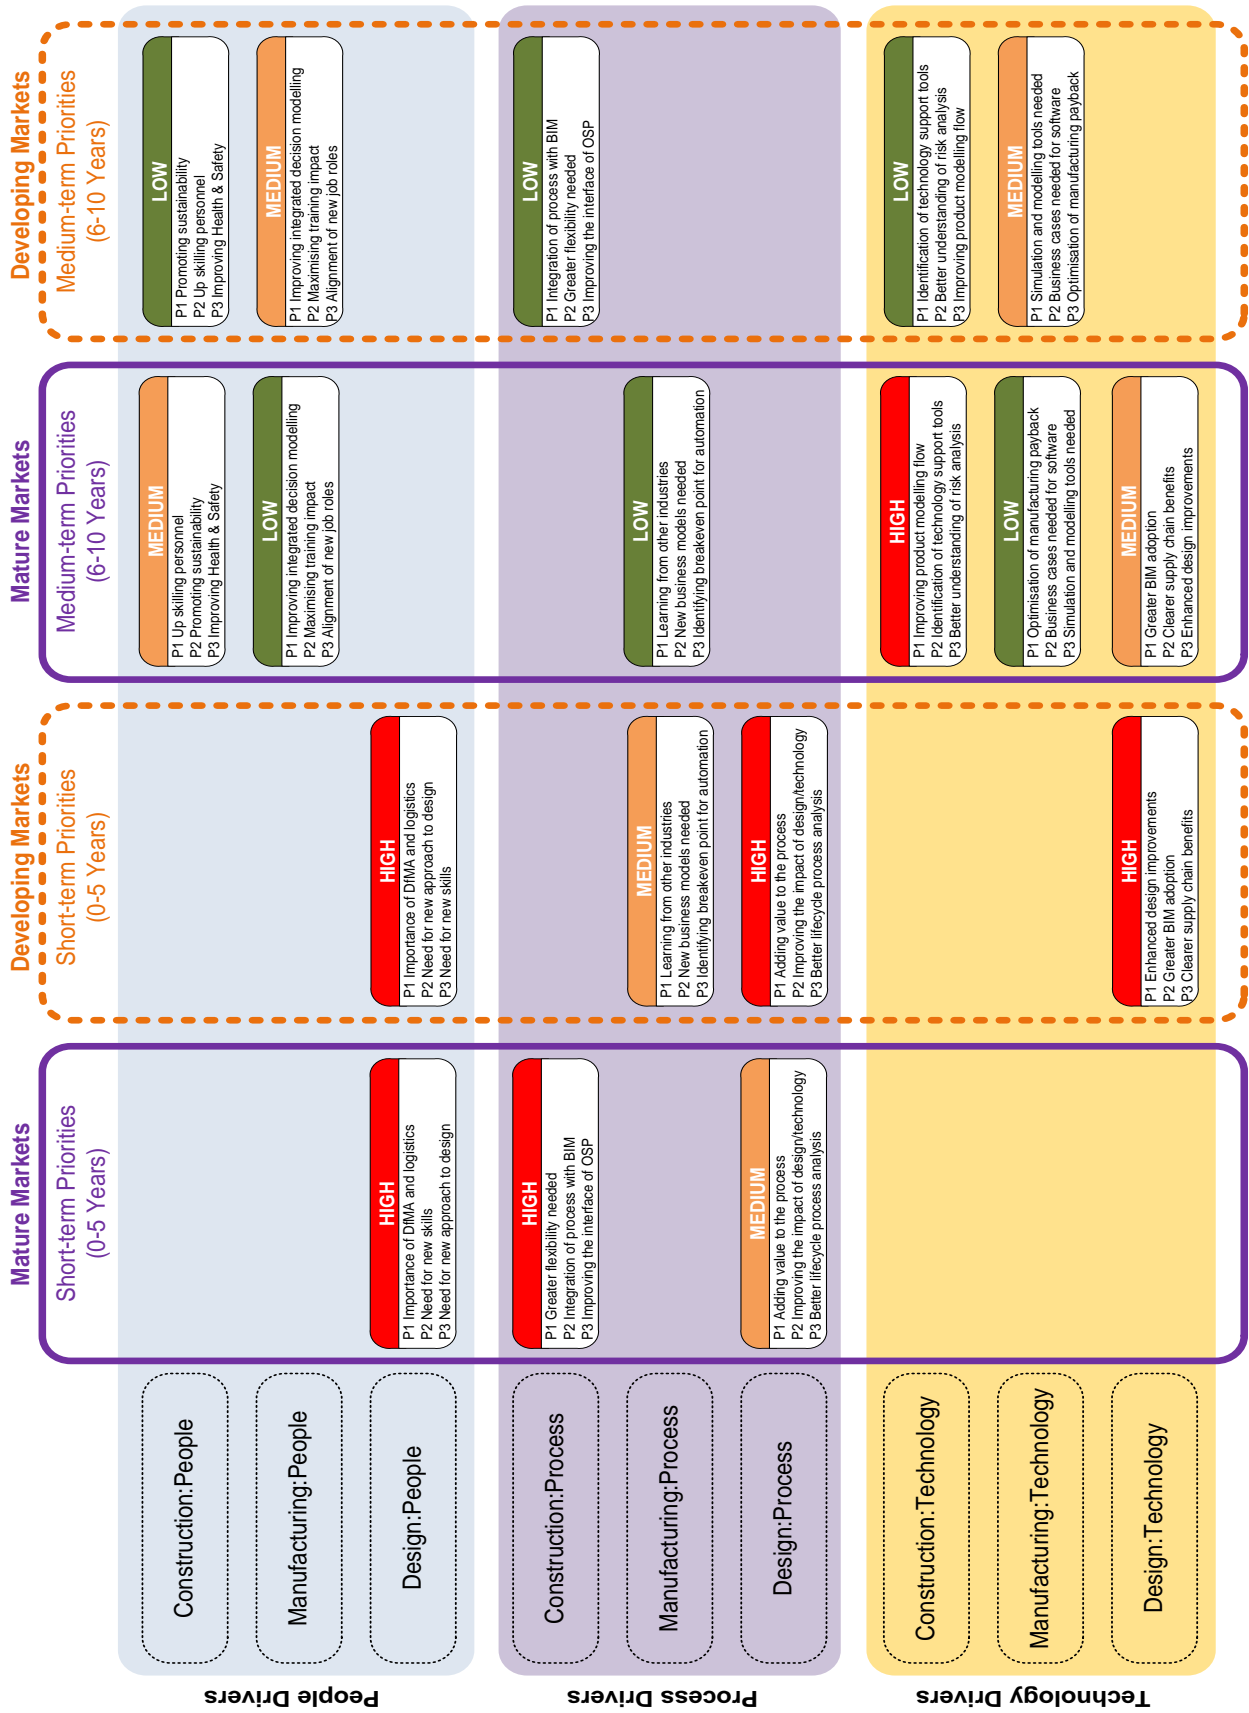 Mature Markets
Short-term Priorities
(0-5 Years)
Developing Markets
Short-term Priorities
(0-5 Years)
Mature Markets
Medium-term Priorities
(6-10 Years)
Developing Markets
Medium-term Priorities
(6-10 Years)
People Drivers
Construction:People
MEDIUM
P1 Up skilling personnel
P2 Promoting sustainability
P3 Improving Health & Safety
LOW
P1 Promoting sustainability
P2 Up skilling personnel
P3 Improving Health & Safety
Manufacturing:People
LOW
P1 Improving integrated decision modelling
P2 Maximising training impact
P3 Alignment of new job roles
MEDIUM
P1 Improving integrated decision modelling
P2 Maximising training impact
P3 Alignment of new job roles
Design:People
HIGH
P1 Importance of DfMA and logistics
P2 Need for new skills
P3 Need for new approach to design
HIGH
P1 Importance of DfMA and logistics
P2 Need for new approach to design
P3 Need for new skills
Process Drivers
Construction:Process
HIGH
P1 Greater flexibility needed
P2 Integration of process with BIM
P3 Improving the interface of OSP
LOW
P1 Integration of process with BIM
P2 Greater flexibility needed
P3 Improving the interface of OSP
Manufacturing:Process
MEDIUM
P1 Learning from other industries
P2 New business models needed
P3 Identifying breakeven point for automation
LOW
P1 Learning from other industries
P2 New business models needed
P3 Identifying breakeven point for automation
Design:Process
MEDIUM
P1 Adding value to the process
P2 Improving the impact of design/technology
P3 Better lifecycle process analysis
HIGH
P1 Adding value to the process
P2 Improving the impact of design/technology
P3 Better lifecycle process analysis
Technology Drivers
Construction:Technology
HIGH
P1 Improving product modelling flow
P2 Identification of technology support tools
P3 Better understanding of risk analysis
LOW
P1 Identification of technology support tools
P2 Better understanding of risk analysis
P3 Improving product modelling flow
Manufacturing:Technology
LOW
P1 Optimisation of manufacturing payback
P2 Business cases needed for software
P3 Simulation and modelling tools needed
MEDIUM
P1 Simulation and modelling tools needed
P2 Business cases needed for software
P3 Optimisation of manufacturing payback
Design:Technology
HIGH
P1 Enhanced design improvements
P2 Greater BIM adoption
P3 Clearer supply chain benefits
MEDIUM
P1 Greater BIM adoption
P2 Clearer supply chain benefits
P3 Enhanced design improvements